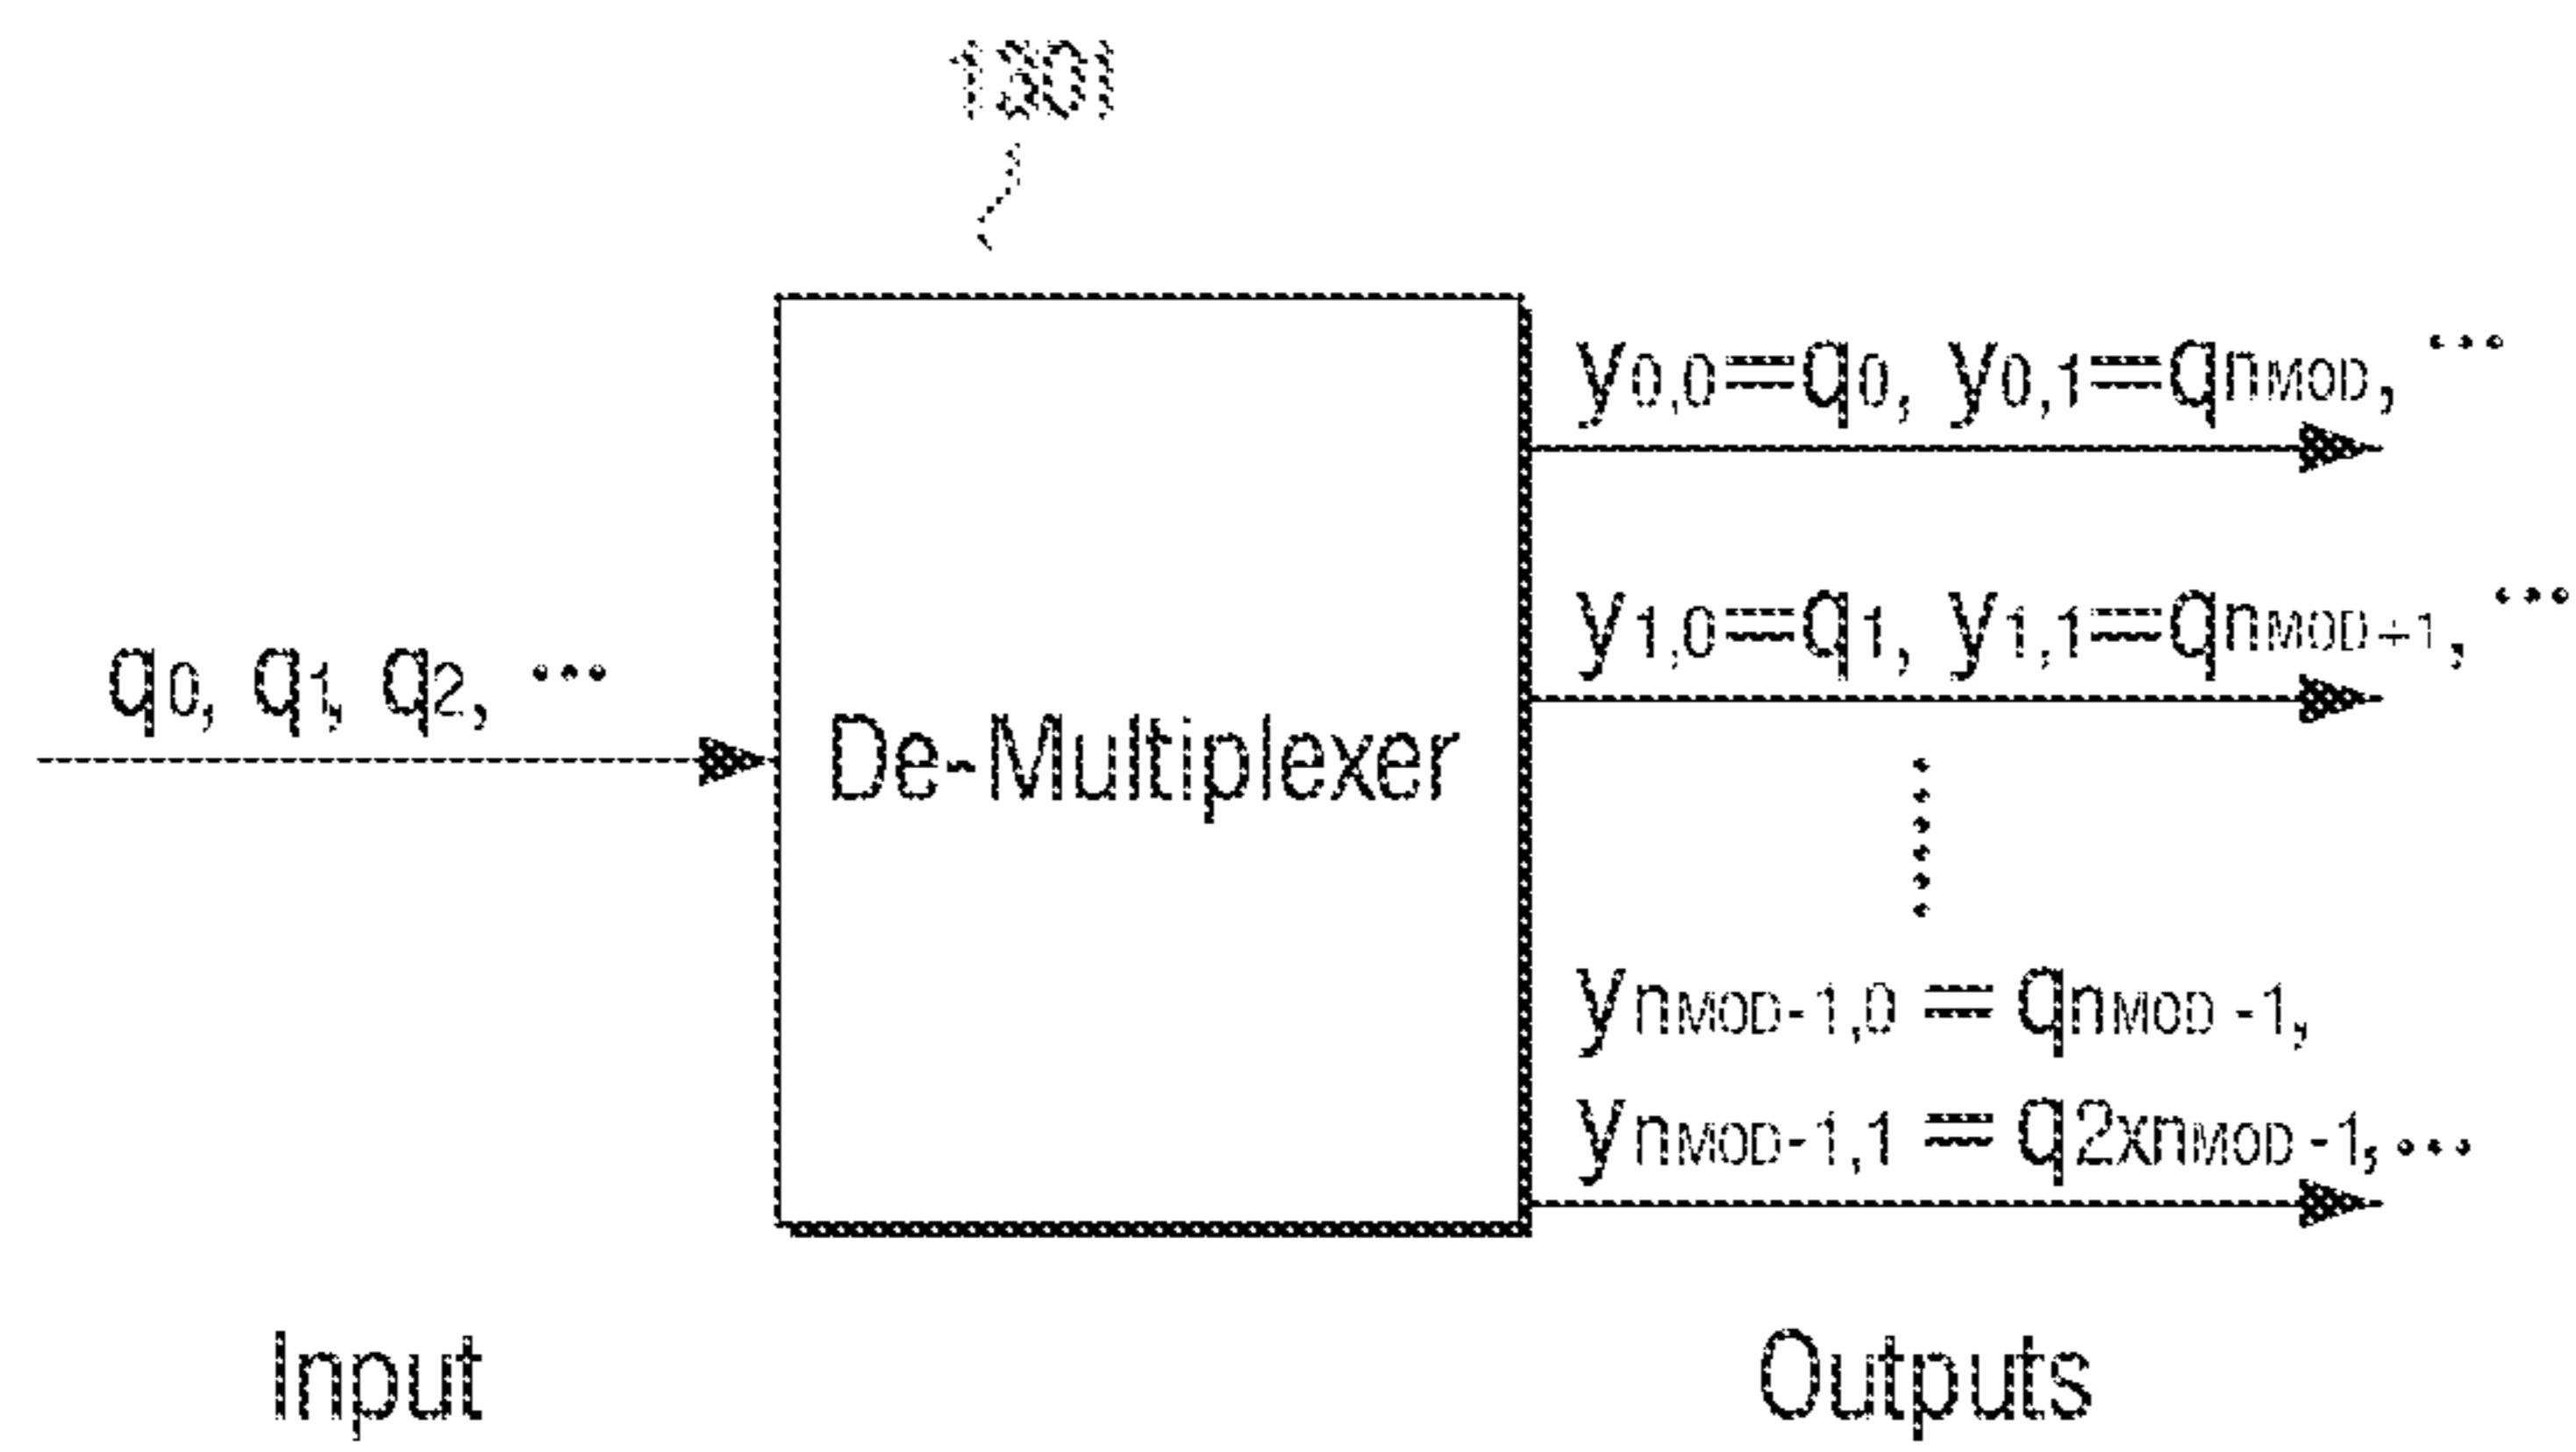 1301
y0,0=q0, y0,1=qnMOD, ···
y1,0=q1, y1,1=qnMOD+1, ···
q0, q1, q2, ···
De-Multiplexer
ynMOD-1,0 = qnMOD -1,
ynMOD-1,1 = q2xnMOD -1, ···
Input
Outputs